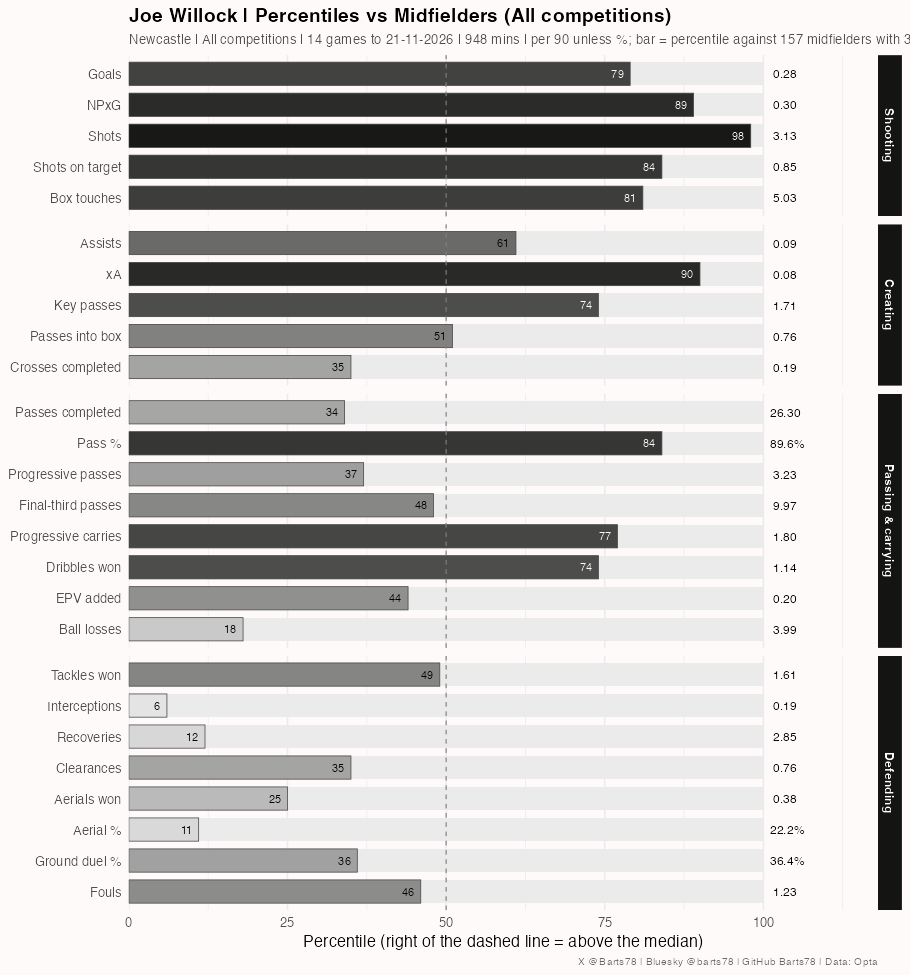 Joe Willock | Percentiles vs Midfielders (All competitions)
Newcastle | All competitions | 14 games to 21-11-2026 | 948 mins | per 90 unless %; bar = percentile against 157 midfielders with 3
Goals 79 0.28
NPxG 89 0.30
Shots 98 3.13
Shots on target 84 0.85
Box touches 81 5.03
Shooting
Assists 61 0.09
xA 90 0.08
Key passes 74 1.71
Passes into box 51 0.76
Crosses completed 35 0.19
Creating
Passes completed 34 26.30
Pass % 84 89.6%
Progressive passes 37 3.23
Final-third passes 48 9.97
Progressive carries 77 1.80
Dribbles won 74 1.14
EPV added 44 0.20
Ball losses 18 3.99
Passing & carrying
Tackles won 49 1.61
Interceptions 6 0.19
Recoveries 12 2.85
Clearances 35 0.76
Aerials won 25 0.38
Aerial % 11 22.2%
Ground duel % 36 36.4%
Fouls 46 1.23
Defending
0 25 50 75 100
Percentile (right of the dashed line = above the median)
X @Barts78 | Bluesky @barts78 | GitHub Barts78 | Data: Opta